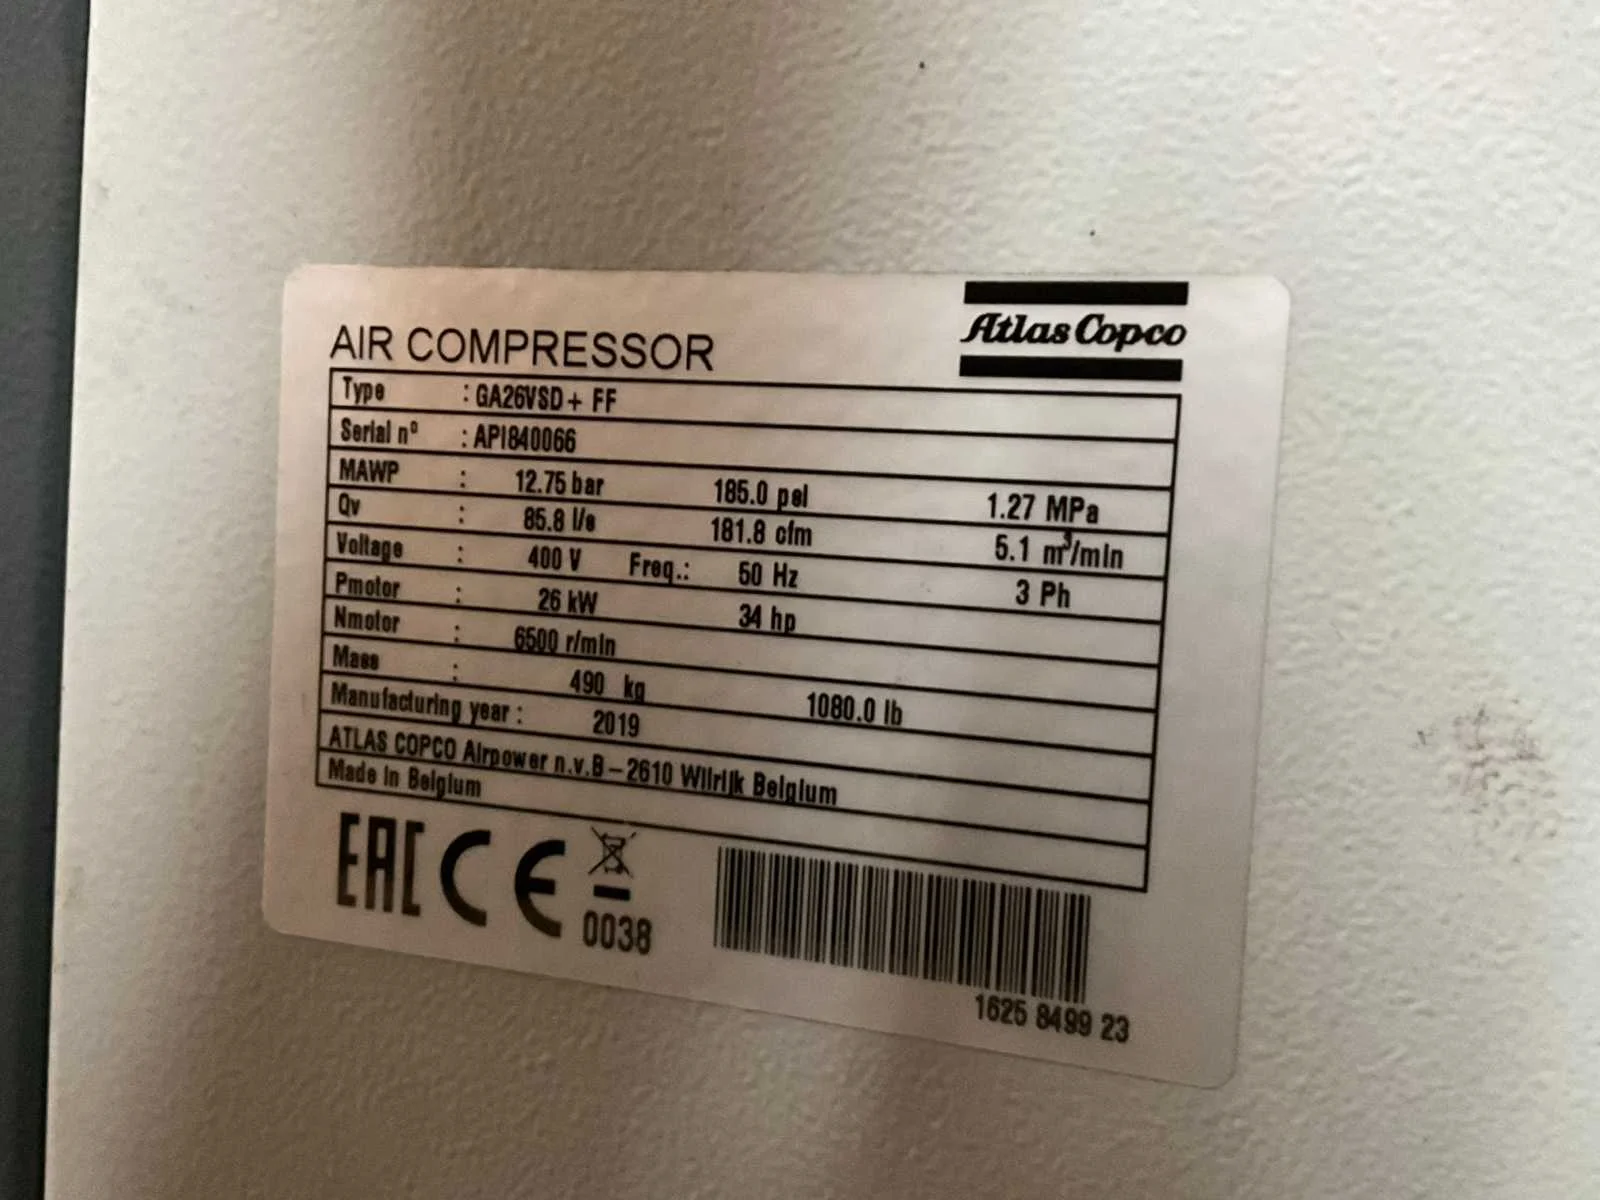 Atlas Copco
AIR COMPRESSOR
Type : GA26VSD+ FF
Serial nº : API840066
MAWP : 12.75 bar 185.0 psi 1.27 MPa
Qv : 85.8 l/s 181.8 cfm 5.1 m³/min
Voltage : 400 V Freq.: 50 Hz 3 Ph
Pmotor : 26 kW 34 hp
Nmotor : 6500 r/min
Mass : 490 kg 1080.0 lb
Manufacturing year : 2019
ATLAS COPCO Airpower n.v.B-2610 Wilrijk Belgium
Made in Belgium
EAC CE
0038
1625 8499 23